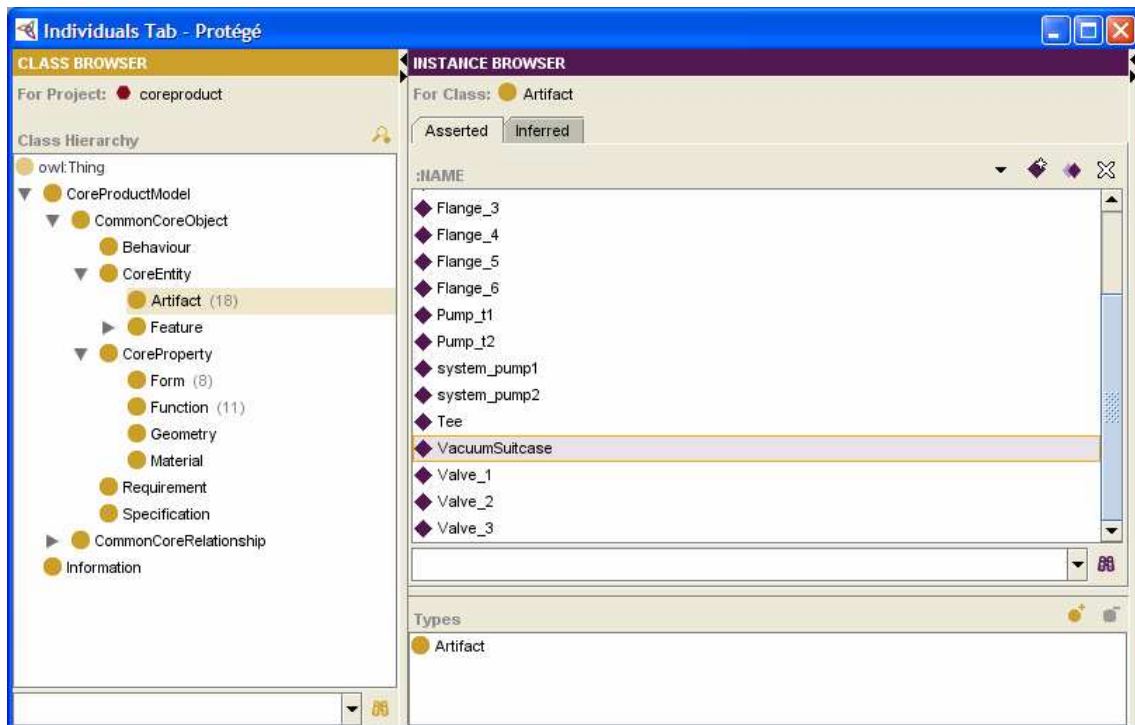 Individuals Tab - Protégé
CLASS BROWSER
For Project: coreproduct
Class Hierarchy
owl:Thing
CoreProductModel
CommonCoreObject
Behaviour
CoreEntity
Artifact (18)
Feature
CoreProperty
Form (8)
Function (11)
Geometry
Material
Requirement
Specification
CommonCoreRelationship
Information
INSTANCE BROWSER
For Class: Artifact
Asserted Inferred
:NAME
Flange_3
Flange_4
Flange_5
Flange_6
Pump_t1
Pump_t2
system_pump1
system_pump2
Tee
VacuumSuitcase
Valve_1
Valve_2
Valve_3
Types
Artifact